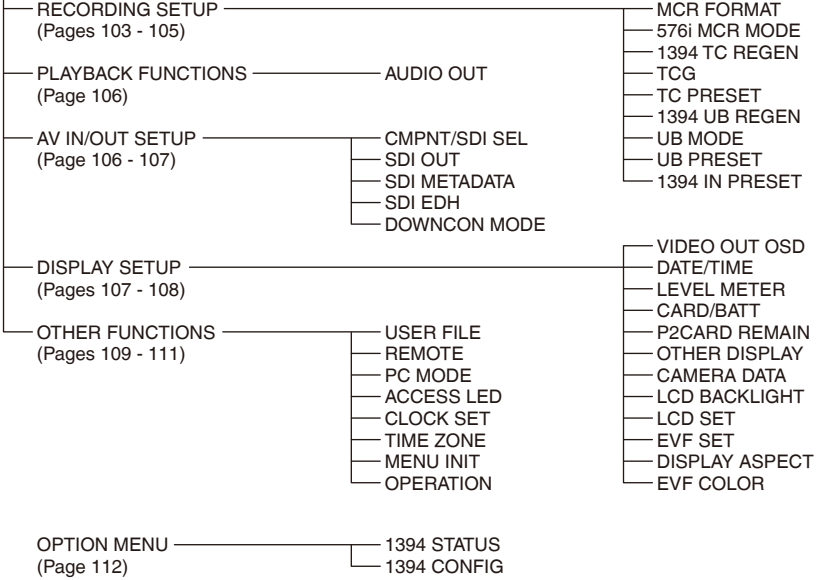 RECORDING SETUP
(Pages 103 - 105)
MCR FORMAT
576i MCR MODE
1394 TC REGEN
TCG
TC PRESET
1394 UB REGEN
UB MODE
UB PRESET
1394 IN PRESET
PLAYBACK FUNCTIONS
(Page 106)
AUDIO OUT
AV IN/OUT SETUP
(Page 106 - 107)
CMPNT/SDI SEL
SDI OUT
SDI METADATA
SDI EDH
DOWNCON MODE
DISPLAY SETUP
(Pages 107 - 108)
VIDEO OUT OSD
DATE/TIME
LEVEL METER
CARD/BATT
P2CARD REMAIN
OTHER DISPLAY
CAMERA DATA
LCD BACKLIGHT
LCD SET
EVF SET
DISPLAY ASPECT
EVF COLOR
OTHER FUNCTIONS
(Pages 109 - 111)
USER FILE
REMOTE
PC MODE
ACCESS LED
CLOCK SET
TIME ZONE
MENU INIT
OPERATION
OPTION MENU
(Page 112)
1394 STATUS
1394 CONFIG